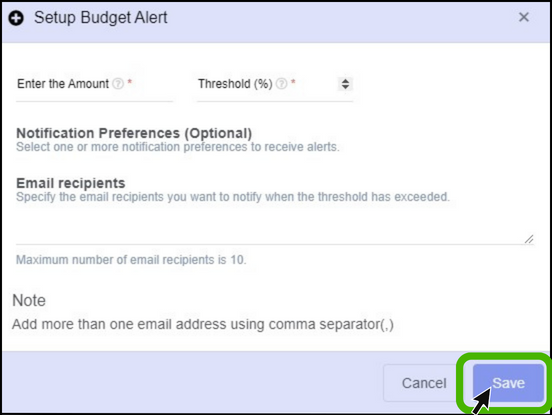 Setup Budget Alert
Enter the Amount ? * Threshold (%) ? *
Notification Preferences (Optional)
Select one or more notification preferences to receive alerts.
Email recipients
Specify the email recipients you want to notify when the threshold has exceeded.
Maximum number of email recipients is 10.
Note
Add more than one email address using comma separator(,)
Cancel Save